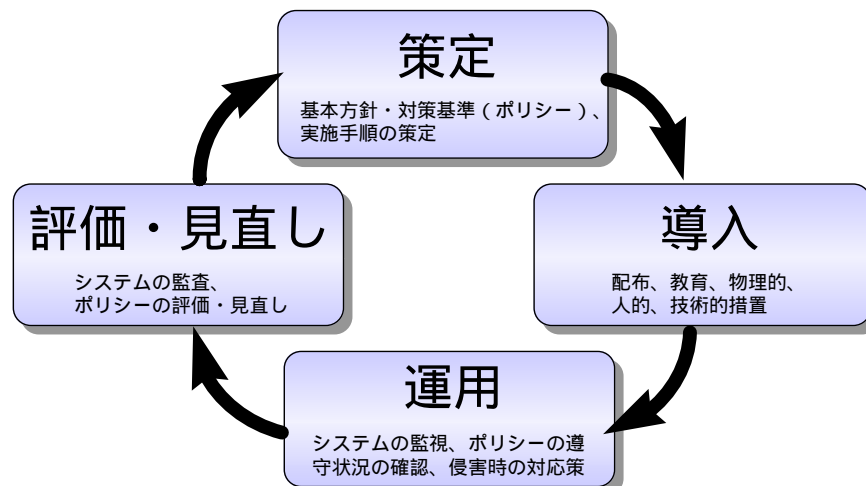 策定
基本方針・対策基準(ポリシー)、
実施手順の策定
評価・見直し
システムの監査、
ポリシーの評価・見直し
導入
配布、教育、物理的、
人的、技術的措置
運用
システムの監視、ポリシーの遵
守状況の確認、侵害時の対応策